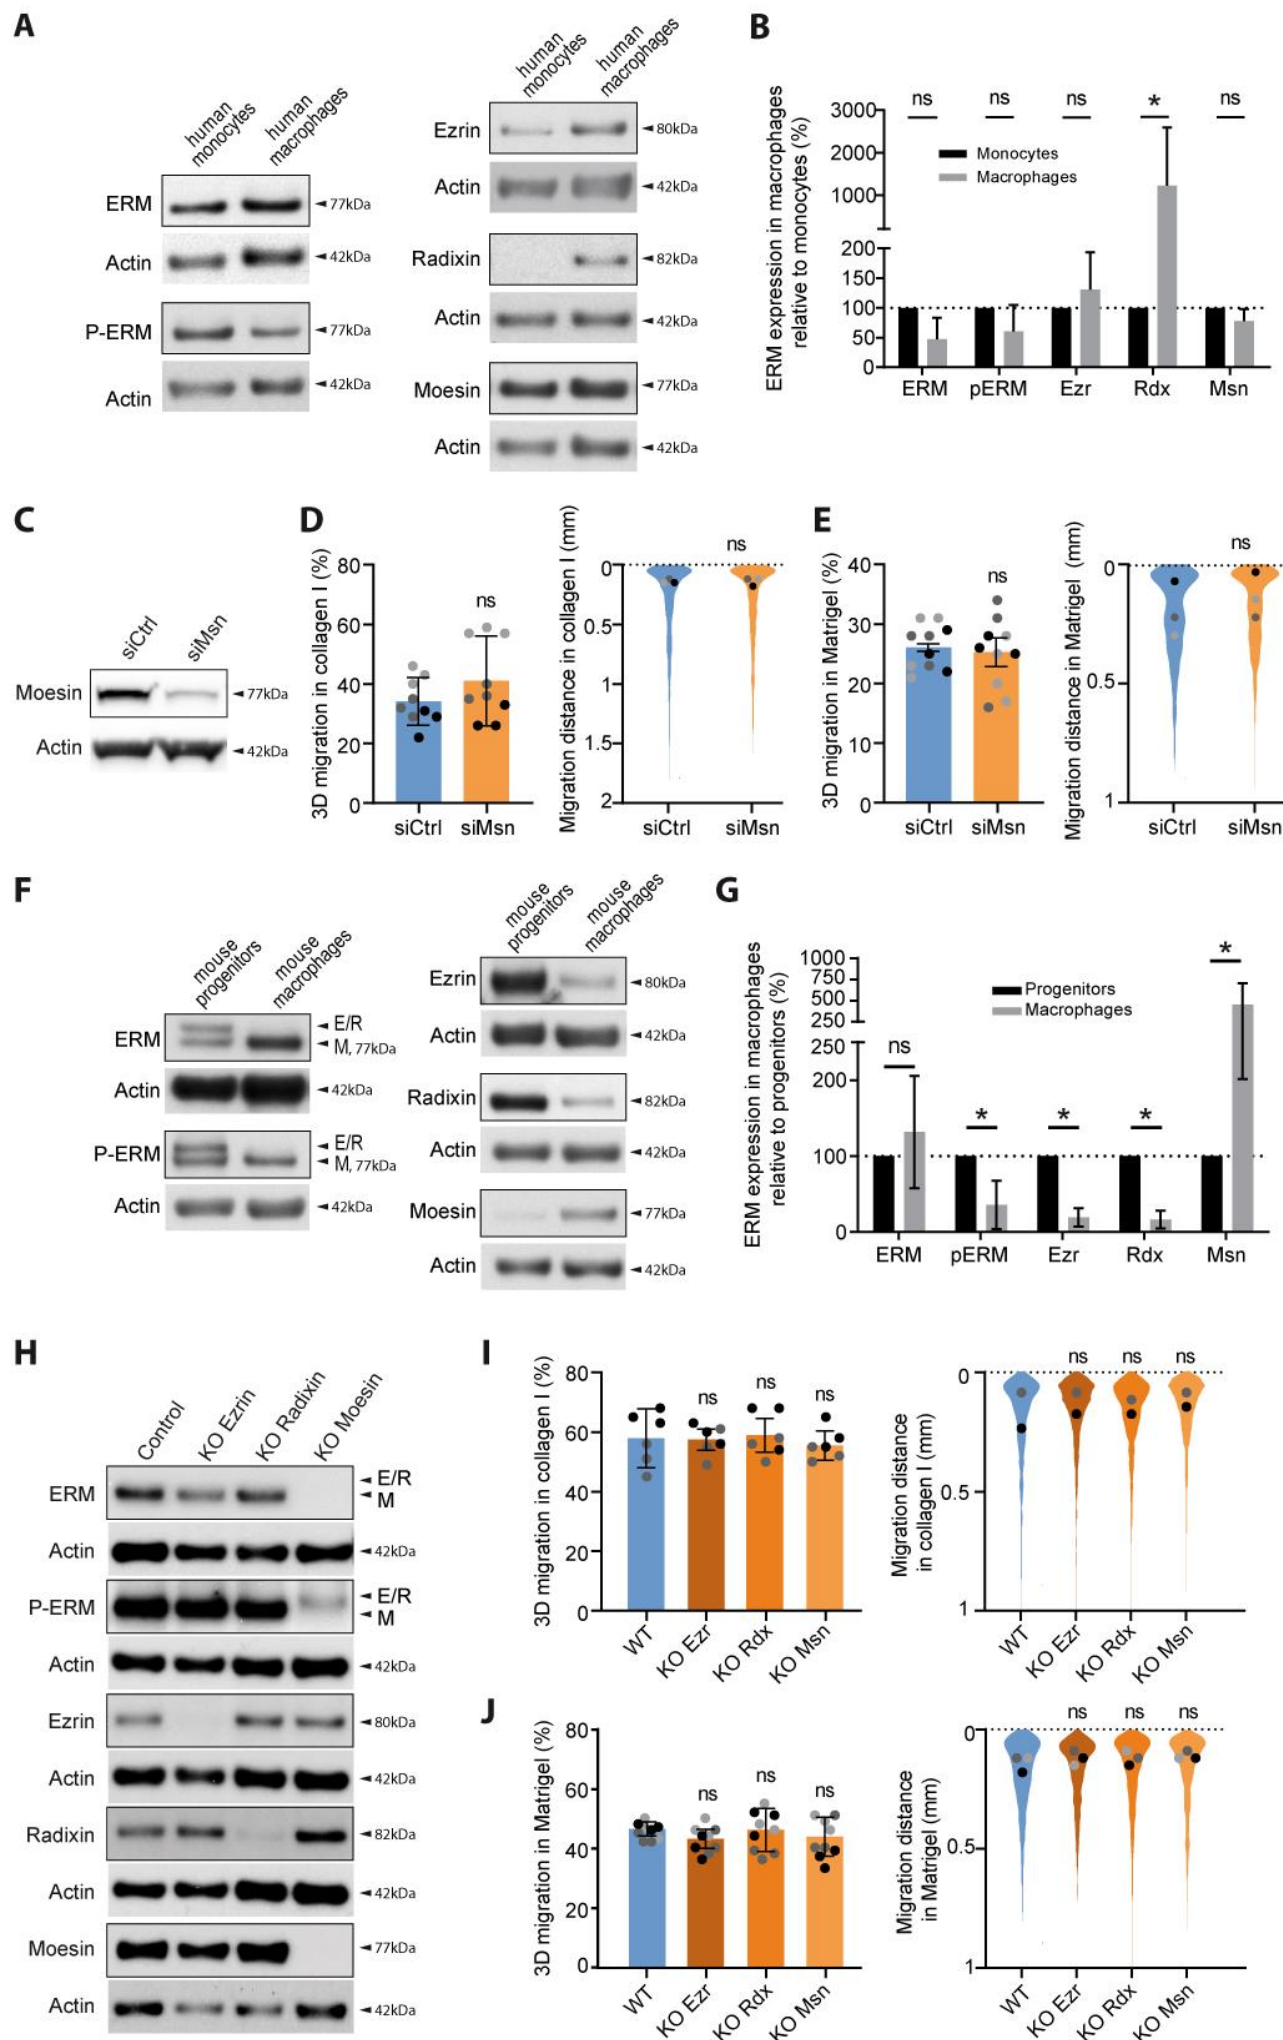 A
human monocytes
human macrophages
ERM
77kDa
Actin
42kDa
P-ERM
77kDa
Actin
42kDa
human monocytes
human macrophages
Ezrin
80kDa
Actin
42kDa
Radixin
82kDa
Actin
42kDa
Moesin
77kDa
Actin
42kDa
B
ERM expression in macrophages
relative to monocytes (%)
3000
2000
1000
200
150
100
50
0
ns
ns
ns
*
ns
Monocytes
Macrophages
ERM
pERM
Ezr
Rdx
Msn
C
siCtrl
siMsn
Moesin
77kDa
Actin
42kDa
D
3D migration in collagen I (%)
80
60
40
20
0
ns
siCtrl
siMsn
Migration distance in collagen I (mm)
0
0.5
1
1.5
2
ns
siCtrl
siMsn
E
3D migration in Matrigel (%)
40
30
20
10
0
ns
siCtrl
siMsn
Migration distance in Matrigel (mm)
0
0.5
1
ns
siCtrl
siMsn
F
mouse progenitors
mouse macrophages
ERM
E/R
M, 77kDa
Actin
42kDa
P-ERM
E/R
M, 77kDa
Actin
42kDa
mouse progenitors
mouse macrophages
Ezrin
80kDa
Actin
42kDa
Radixin
82kDa
Actin
42kDa
Moesin
77kDa
Actin
42kDa
G
ERM expression in macrophages
relative to progenitors (%)
1000
750
500
250
250
200
100
0
ns
*
*
*
*
Progenitors
Macrophages
ERM
pERM
Ezr
Rdx
Msn
H
Control
KO Ezrin
KO Radixin
KO Moesin
ERM
E/R
M
Actin
42kDa
P-ERM
E/R
M
Actin
42kDa
Ezrin
80kDa
Actin
42kDa
Radixin
82kDa
Actin
42kDa
Moesin
77kDa
Actin
42kDa
I
3D migration in collagen I (%)
80
60
40
20
0
ns
ns
ns
WT
KO Ezr
KO Rdx
KO Msn
Migration distance
in collagen I (mm)
0
0.5
1
ns
ns
ns
WT
KO Ezr
KO Rdx
KO Msn
J
3D migration in Matrigel (%)
80
60
40
20
0
ns
ns
ns
WT
KO Ezr
KO Rdx
KO Msn
Migration distance
in Matrigel (mm)
0
0.5
1
ns
ns
ns
WT
KO Ezr
KO Rdx
KO Msn